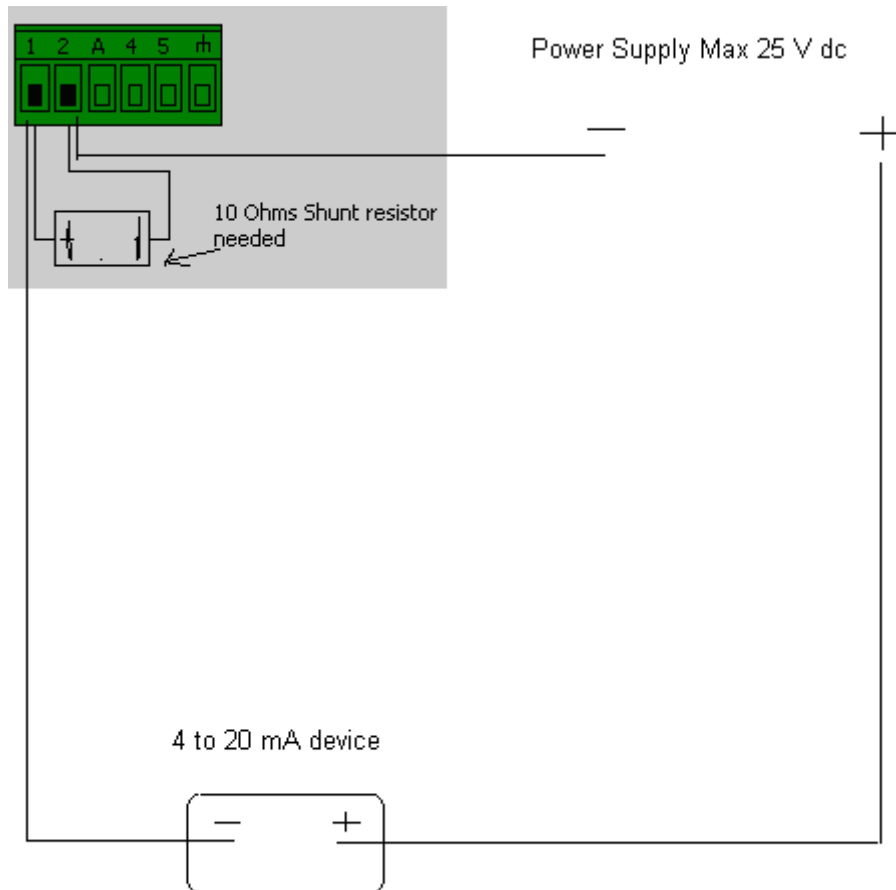 1 2 A 4 5
Power Supply Max 25 V dc
− +
10 Ohms Shunt resistor
needed
4 to 20 mA device
− +